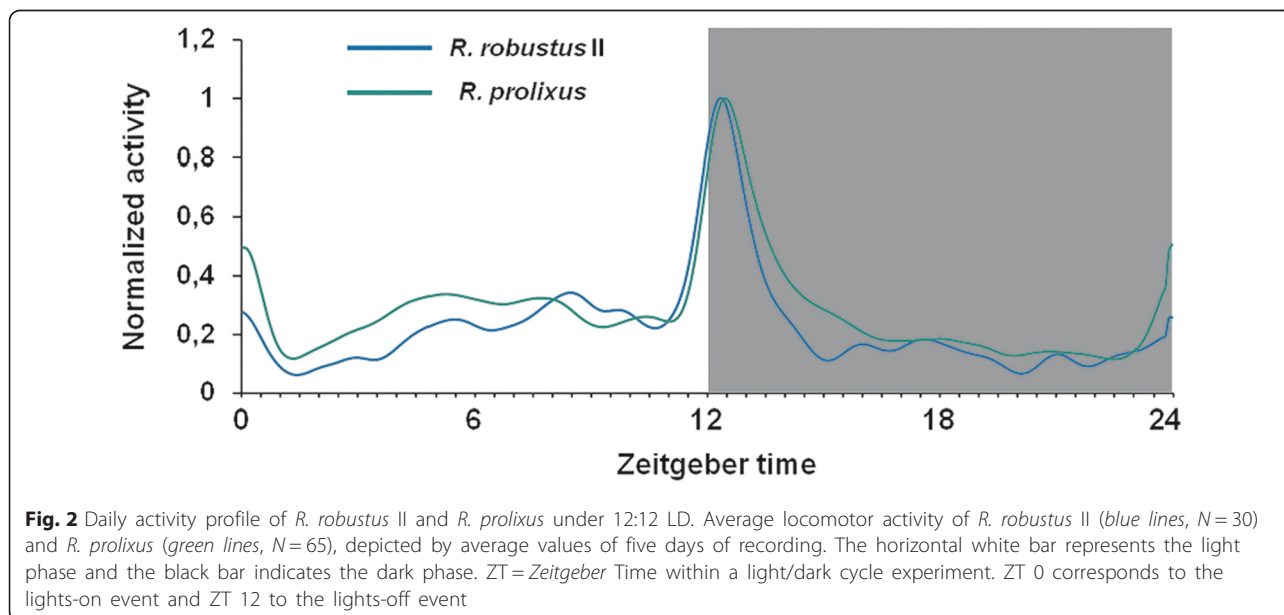 1,2
1
0,8
0,6
0,4
0,2
0
Normalized activity
R. robustus II
R. prolixus
0 6 12 18 24
Zeitgeber time
Fig. 2 Daily activity profile of R. robustus II and R. prolixus under 12:12 LD. Average locomotor activity of R. robustus II (blue lines, N = 30)
and R. prolixus (green lines, N = 65), depicted by average values of five days of recording. The horizontal white bar represents the light
phase and the black bar indicates the dark phase. ZT = Zeitgeber Time within a light/dark cycle experiment. ZT 0 corresponds to the
lights-on event and ZT 12 to the lights-off event